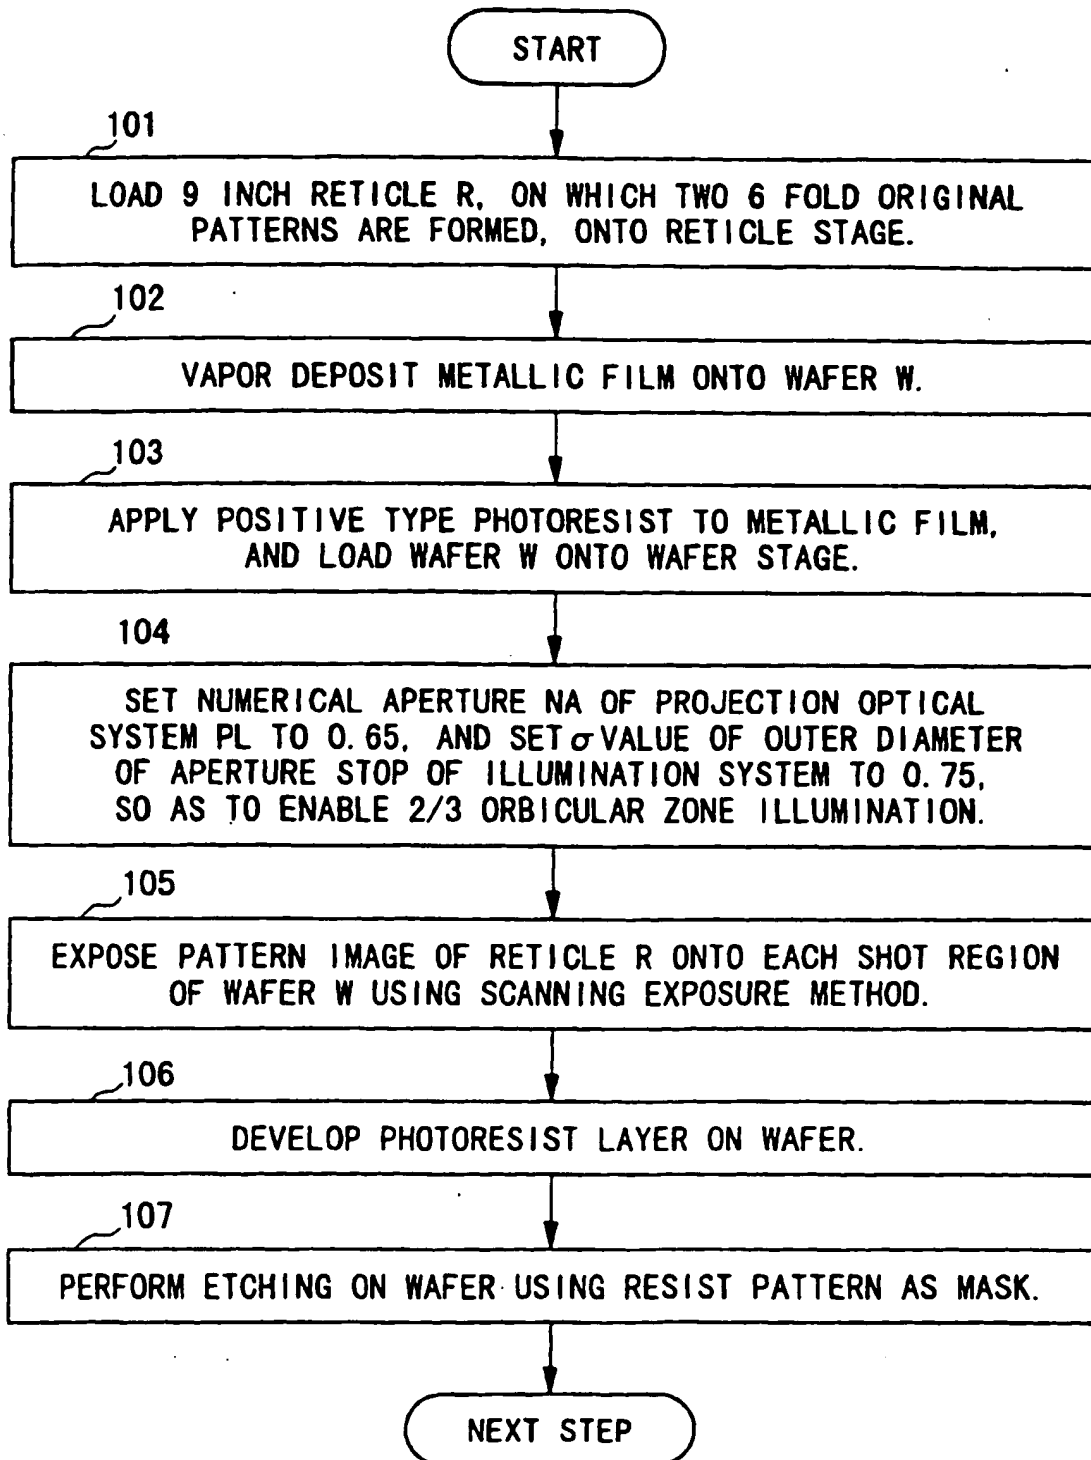 START
101
LOAD 9 INCH RETICLE R, ON WHICH TWO 6 FOLD ORIGINAL
PATTERNS ARE FORMED, ONTO RETICLE STAGE.
102
VAPOR DEPOSIT METALLIC FILM ONTO WAFER W.
103
APPLY POSITIVE TYPE PHOTORESIST TO METALLIC FILM,
AND LOAD WAFER W ONTO WAFER STAGE.
104
SET NUMERICAL APERTURE NA OF PROJECTION OPTICAL
SYSTEM PL TO 0.65, AND SET σ VALUE OF OUTER DIAMETER
OF APERTURE STOP OF ILLUMINATION SYSTEM TO 0.75,
SO AS TO ENABLE 2/3 ORBICULAR ZONE ILLUMINATION.
105
EXPOSE PATTERN IMAGE OF RETICLE R ONTO EACH SHOT REGION
OF WAFER W USING SCANNING EXPOSURE METHOD.
106
DEVELOP PHOTORESIST LAYER ON WAFER.
107
PERFORM ETCHING ON WAFER USING RESIST PATTERN AS MASK.
NEXT STEP